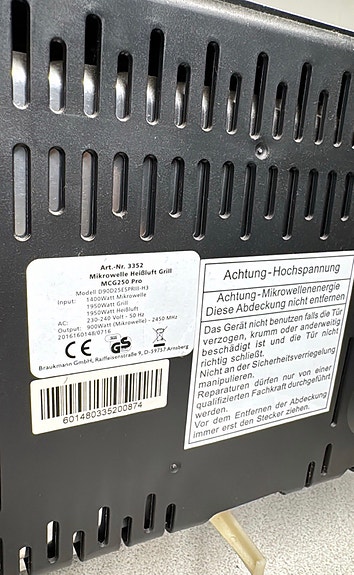 Art.-Nr. 3352
Mikrowelle Heißluft Grill
MCG250 Pro
Modell D90D25ESPRIII-H3
Input: 1400Watt Mikrowelle
1950Watt Grill
1950Watt Heißluft
AC: 230-240 Volt - 50 Hz
Output: 900Watt (Mikrowelle) - 2450 MHz
2016160148/0716
CE GS
Braukmann GmbH, Raiffeisenstraße 9, D-59757 Arnsberg
601480335200874
Achtung-Hochspannung
Achtung-Mikrowellenenergie
Diese Abdeckung nicht entfernen
Das Gerät nicht benutzen falls die Tür
verzogen, krumm oder anderweitig
beschädigt ist und die Tür nicht
richtig schließt.
Nicht an der Sicherheitsverriegelung
manipulieren.
Reparaturen dürfen nur von einer
qualifizierten Fachkraft durchgeführt
werden.
Vor dem Entfernen der Abdeckung
immer erst den Stecker ziehen.